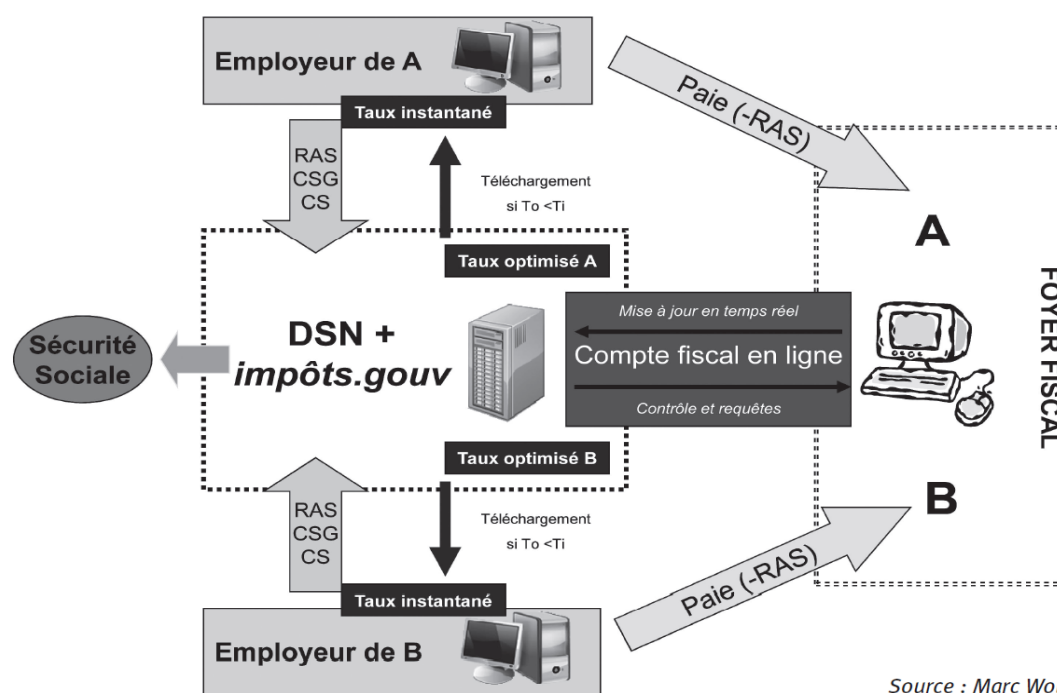 Employeur de A
Taux instantané
Paie (-RAS)
RAS
CSG
CS
Téléchargement
si To <Ti
Taux optimisé A
A
Mise à jour en temps réel
DSN +
impôts.gouv
Compte fiscal en ligne
Sécurité
Sociale
Contrôle et requêtes
FOYER FISCAL
Taux optimisé B
B
RAS
CSG
CS
Téléchargement
si To <Ti
Paie (-RAS)
Taux instantané
Employeur de B
Source : Marc Wo